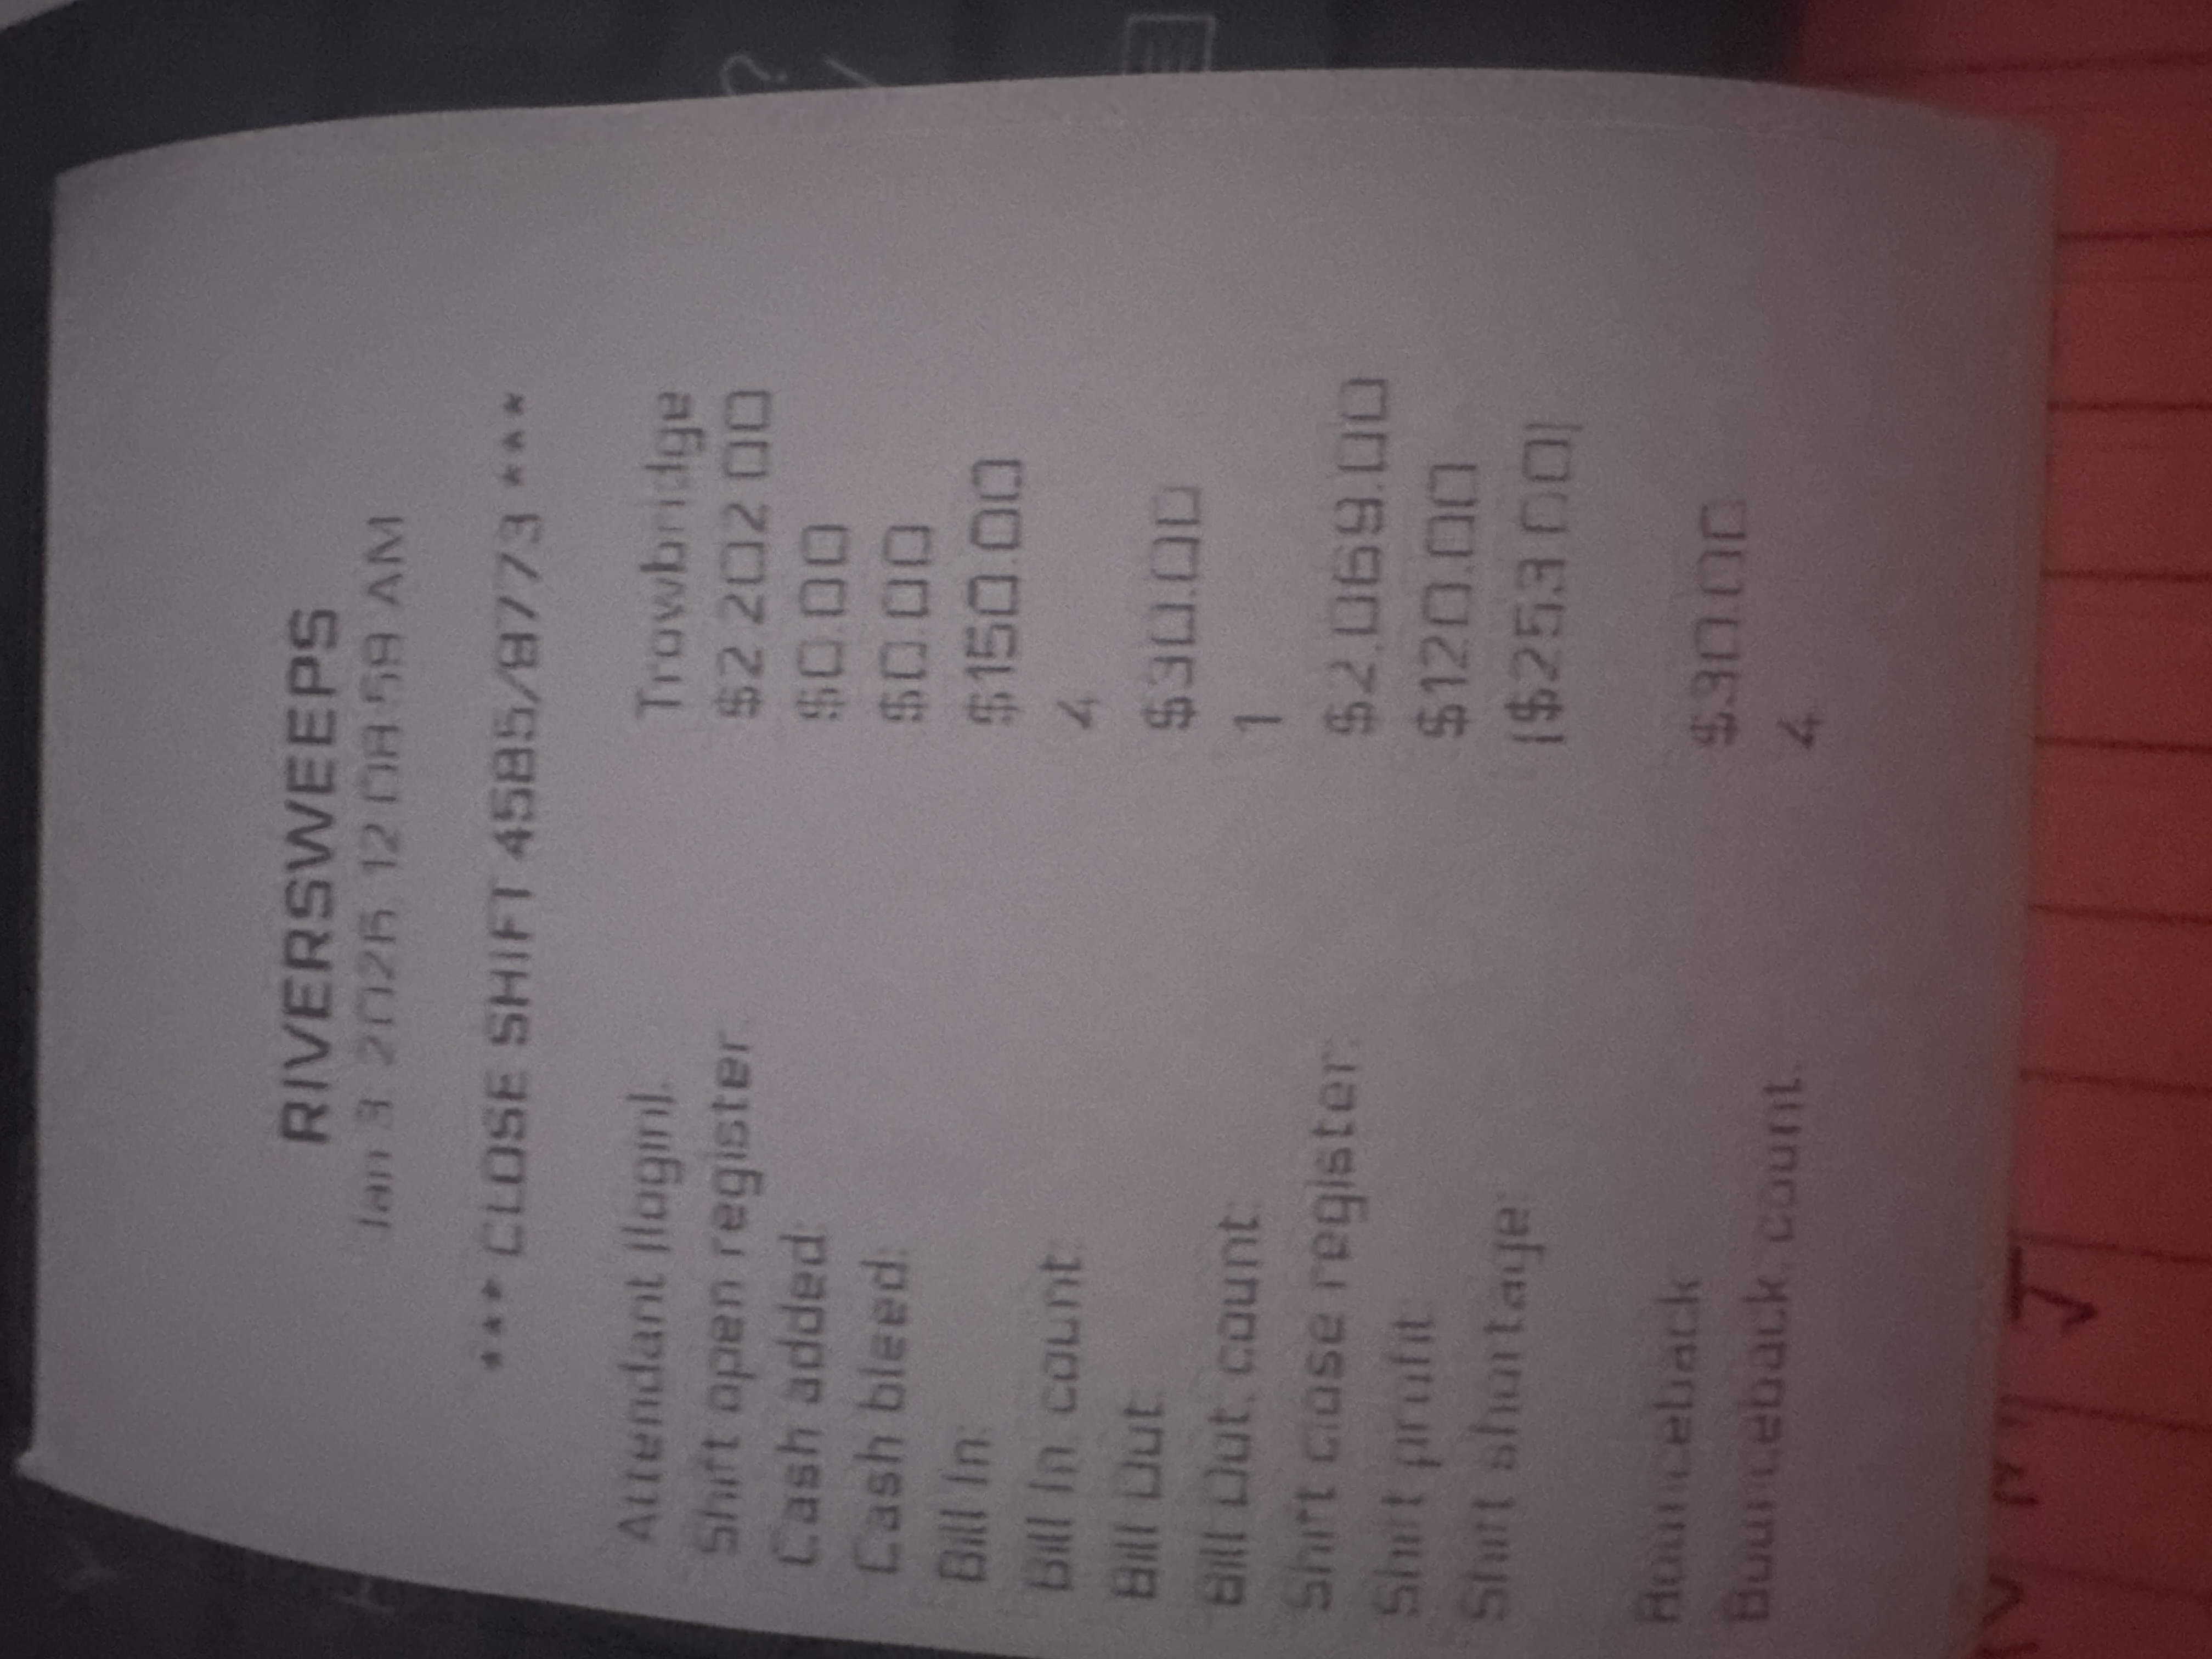 RIVERSWEEPS
Jan 3 2026 12:08:58 AM
*** CLOSE SHIFT 4585/8773 ***
Attendant (login): Trowbridge
Shift open register: $2,202.00
Cash added: $0.00
Cash bleed: $0.00
Bill In: $150.00
Bill In count: 4
Bill Out: $30.00
Bill Out count: 1
Shift close register: $2,069.00
Shift profit: $120.00
Shift shortage: ($253.00)
Bounceback $30.00
Bounceback count: 4